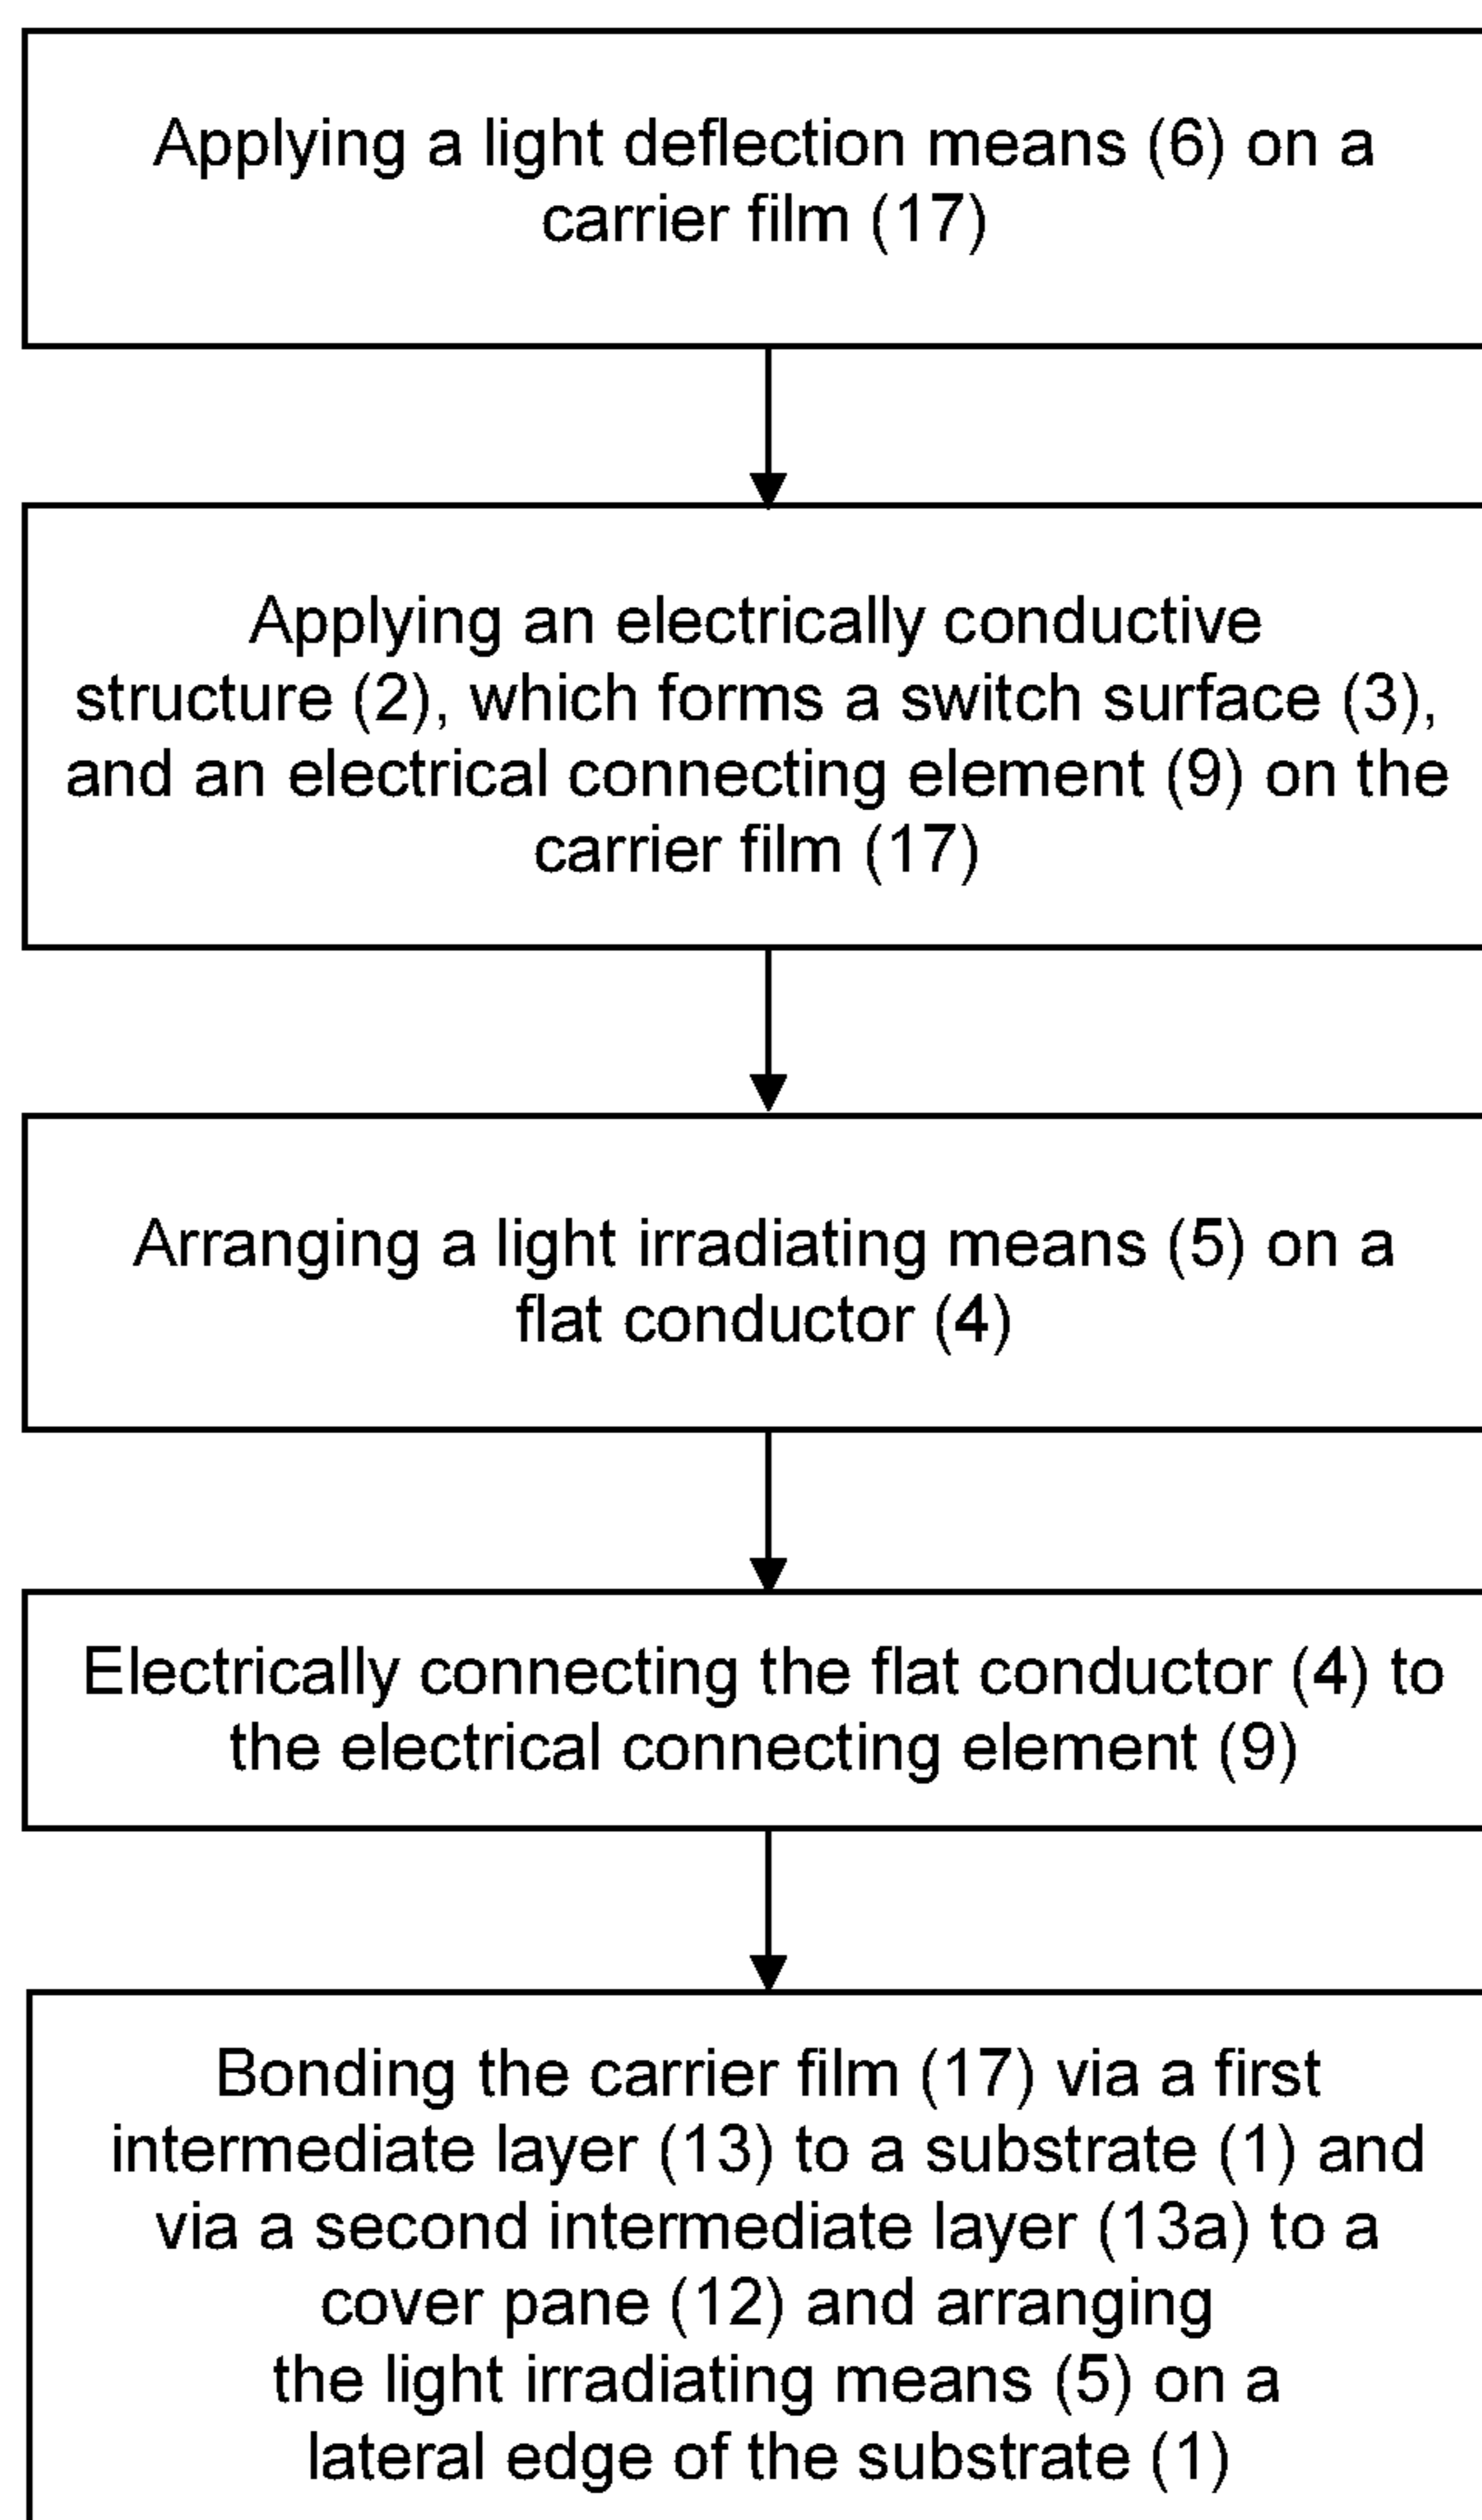 Applying a light deflection means (6) on a
carrier film (17)
Applying an electrically conductive
structure (2), which forms a switch surface (3),
and an electrical connecting element (9) on the
carrier film (17)
Arranging a light irradiating means (5) on a
flat conductor (4)
Electrically connecting the flat conductor (4) to
the electrical connecting element (9)
Bonding the carrier film (17) via a first
intermediate layer (13) to a substrate (1) and
via a second intermediate layer (13a) to a
cover pane (12) and arranging
the light irradiating means (5) on a
lateral edge of the substrate (1)